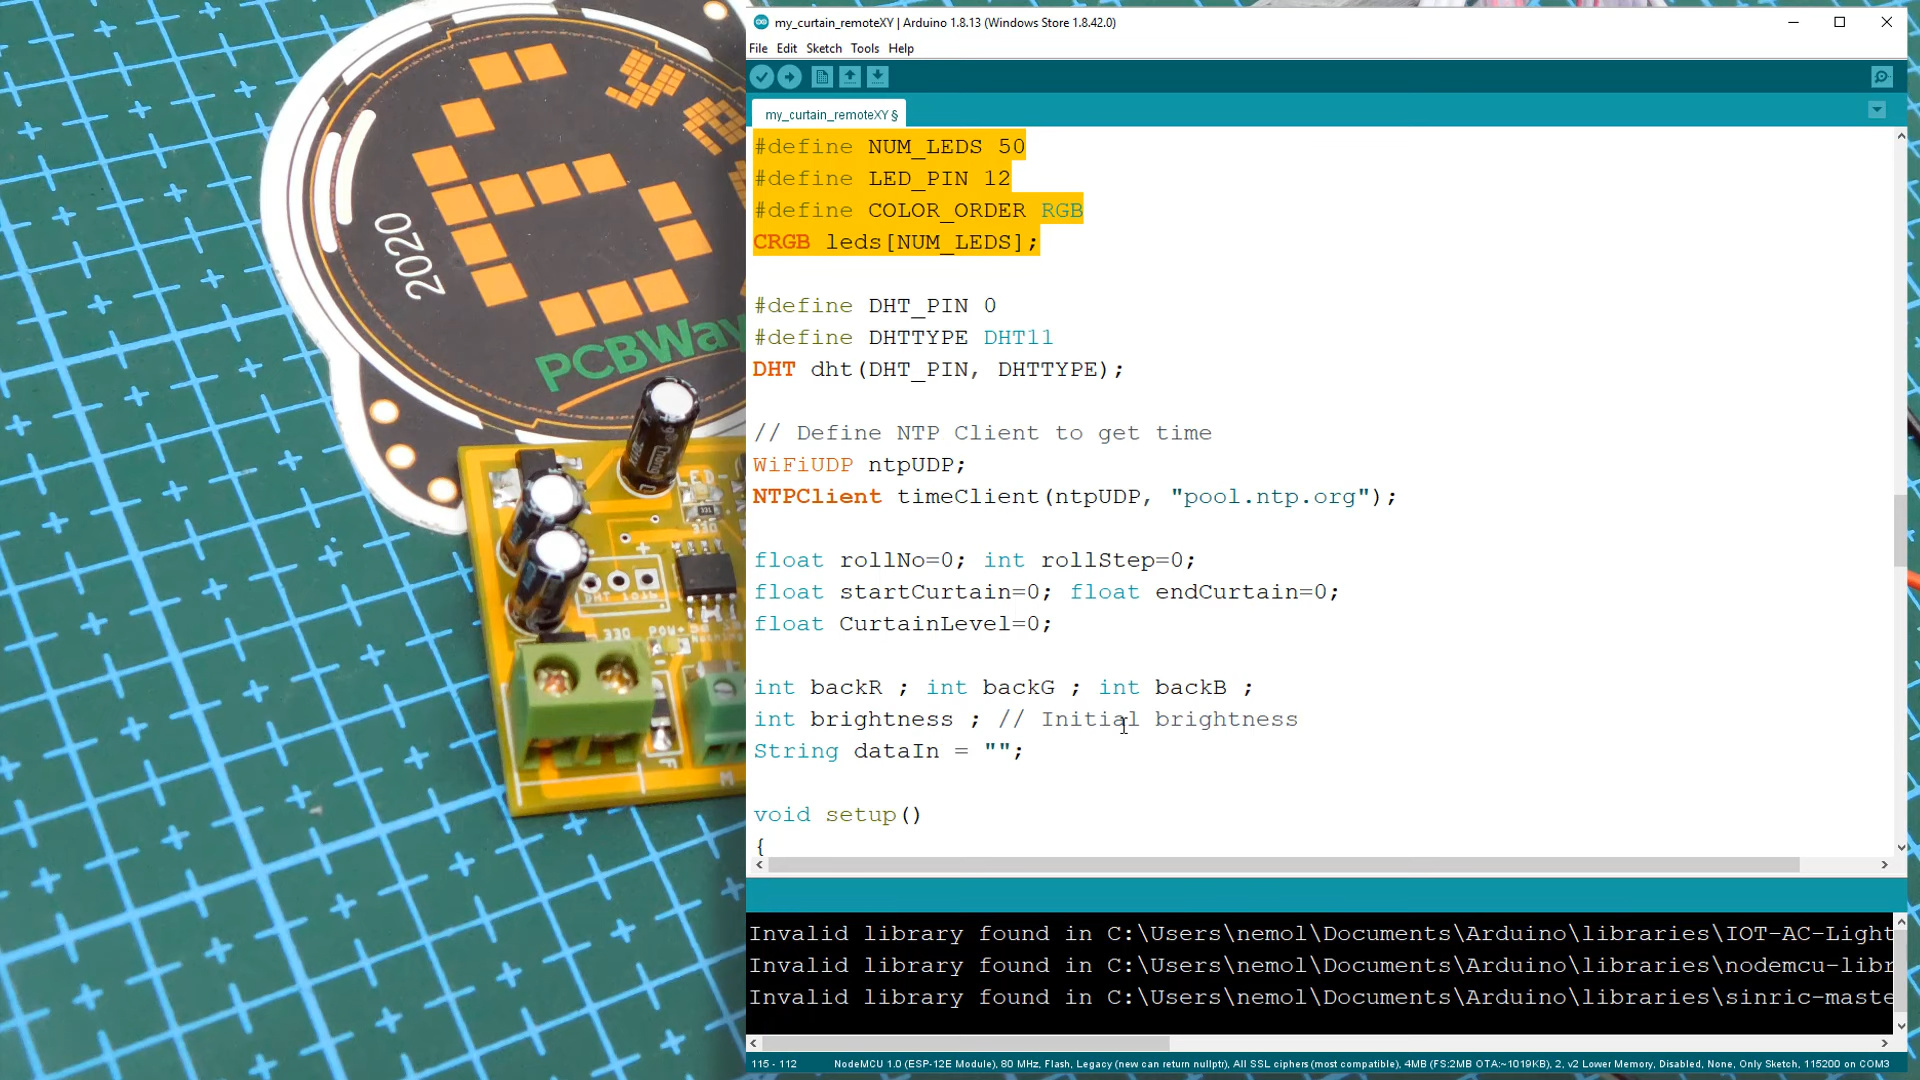 my_curtain_remoteXY | Arduino 1.8.13 (Windows Store 1.8.42.0)
File Edit Sketch Tools Help
my_curtain_remoteXY §
#define NUM_LEDS 50
#define LED_PIN 12
#define COLOR_ORDER RGB
CRGB leds[NUM_LEDS];
#define DHT_PIN 0
#define DHTTYPE DHT11
DHT dht(DHT_PIN, DHTTYPE);
// Define NTP Client to get time
WiFiUDP ntpUDP;
NTPClient timeClient(ntpUDP, "pool.ntp.org");
float rollNo=0; int rollStep=0;
float startCurtain=0; float endCurtain=0;
float CurtainLevel=0;
int backR ; int backG ; int backB ;
int brightness ; // Initial brightness
String dataIn = "";
void setup()
{
Invalid library found in C:\Users\nemol\Documents\Arduino\libraries\IOT-AC-Light
Invalid library found in C:\Users\nemol\Documents\Arduino\libraries\nodemcu-libr
Invalid library found in C:\Users\nemol\Documents\Arduino\libraries\sinric-maste
115 - 112
NodeMCU 1.0 (ESP-12E Module), 80 MHz, Flash, Legacy (new can return nullptr), All SSL ciphers (most compatible), 4MB (FS:2MB OTA:~1019KB), 2, v2 Lower Memory, Disabled, None, Only Sketch, 115200 on COM3
ye
2020
PCBWay